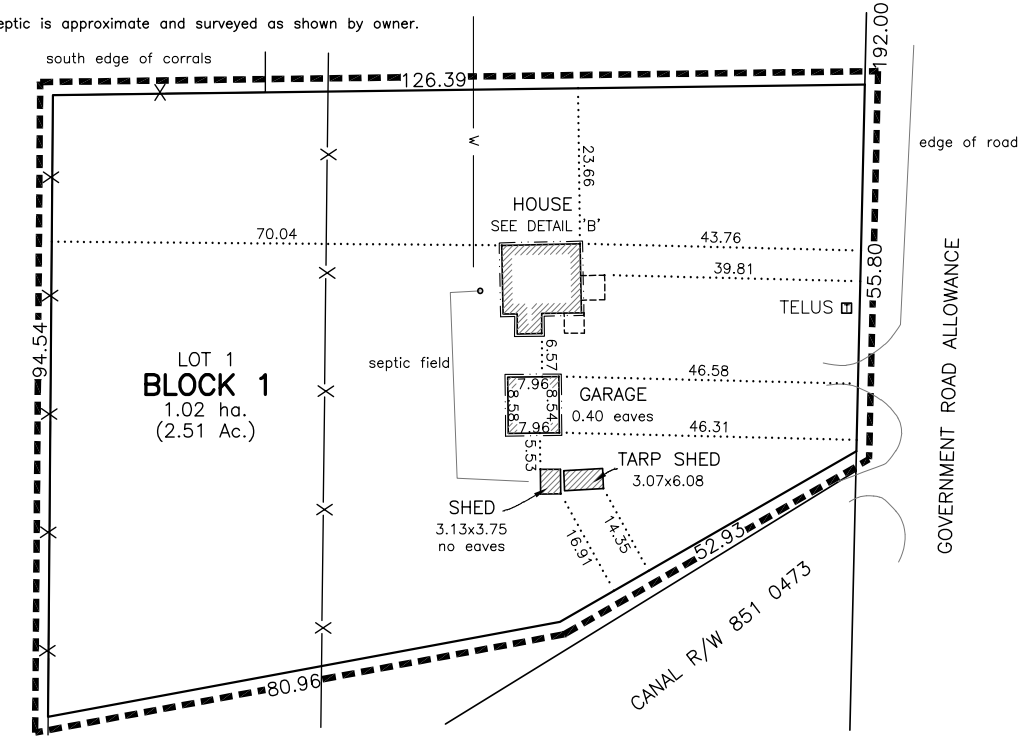 eptic is approximate and surveyed as shown by owner.
192.00
south edge of corrals
126.39
W
edge of road
23.66
HOUSE
SEE DETAIL 'B'
70.04
43.76
39.81
55.80
TELUS T
GOVERNMENT ROAD ALLOWANCE
94.54
LOT 1
BLOCK 1
1.02 ha.
(2.51 Ac.)
septic field
6.57
46.58
7.96
8.58
8.54
GARAGE
0.40 eaves
7.96
46.31
5.53
TARP SHED
3.07x6.08
SHED
3.13x3.75
no eaves
16.91
14.35
52.93
CANAL R/W 851 0473
80.96